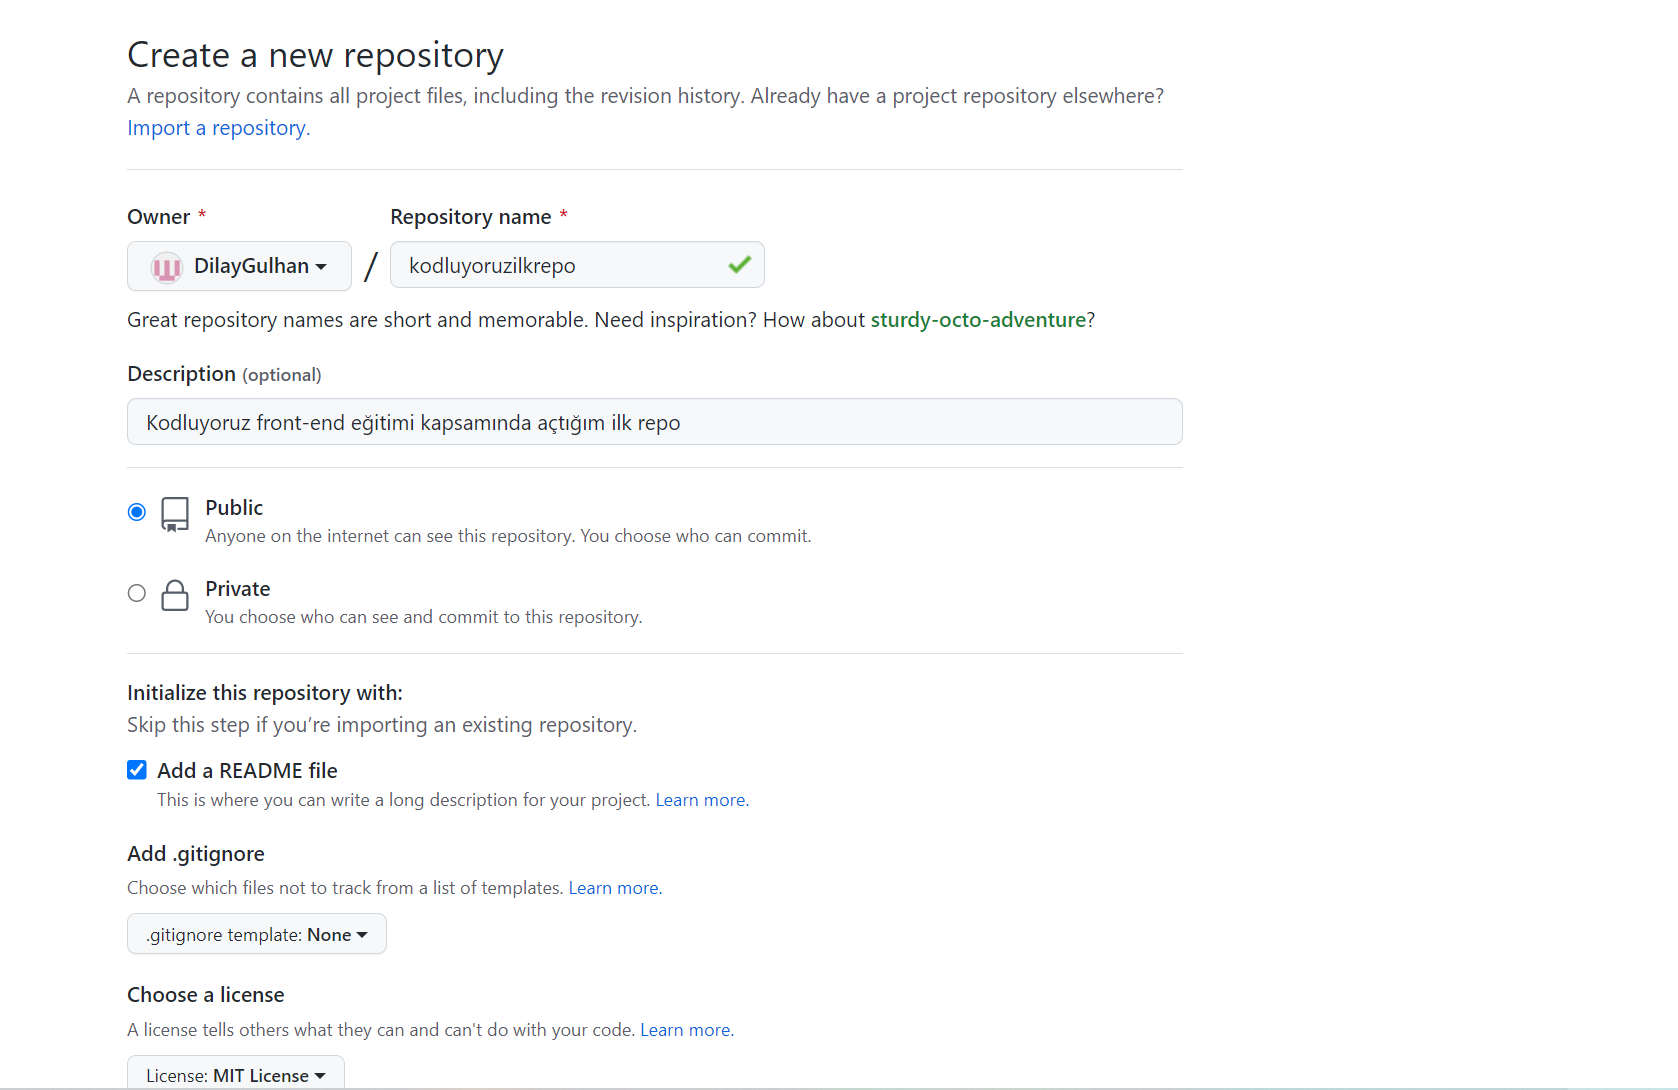 Create a new repository
A repository contains all project files, including the revision history. Already have a project repository elsewhere?
Import a repository.
Owner *
Repository name *
DilayGulhan
/
kodluyoruzilkrepo
Great repository names are short and memorable. Need inspiration? How about sturdy-octo-adventure?
Description (optional)
Kodluyoruz front-end eğitimi kapsamında açtığım ilk repo
Public
Anyone on the internet can see this repository. You choose who can commit.
Private
You choose who can see and commit to this repository.
Initialize this repository with:
Skip this step if you’re importing an existing repository.
Add a README file
This is where you can write a long description for your project. Learn more.
Add .gitignore
Choose which files not to track from a list of templates. Learn more.
.gitignore template: None
Choose a license
A license tells others what they can and can't do with your code. Learn more.
License: MIT License